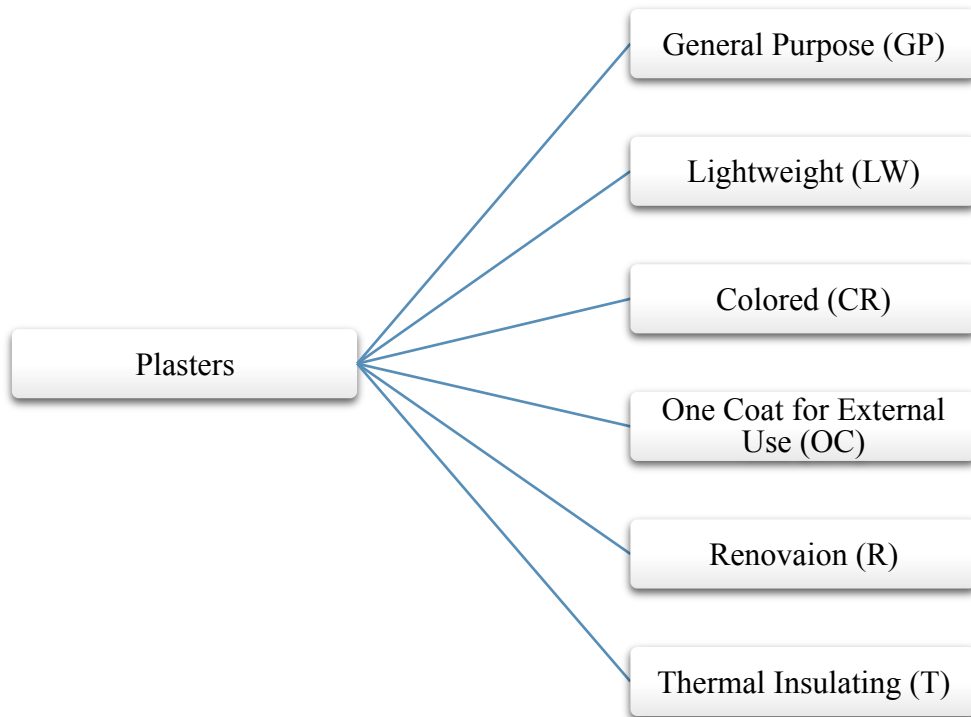 General Purpose (GP)
Lightweight (LW)
Colored (CR)
Plasters
One Coat for External
Use (OC)
Renovaion (R)
Thermal Insulating (T)